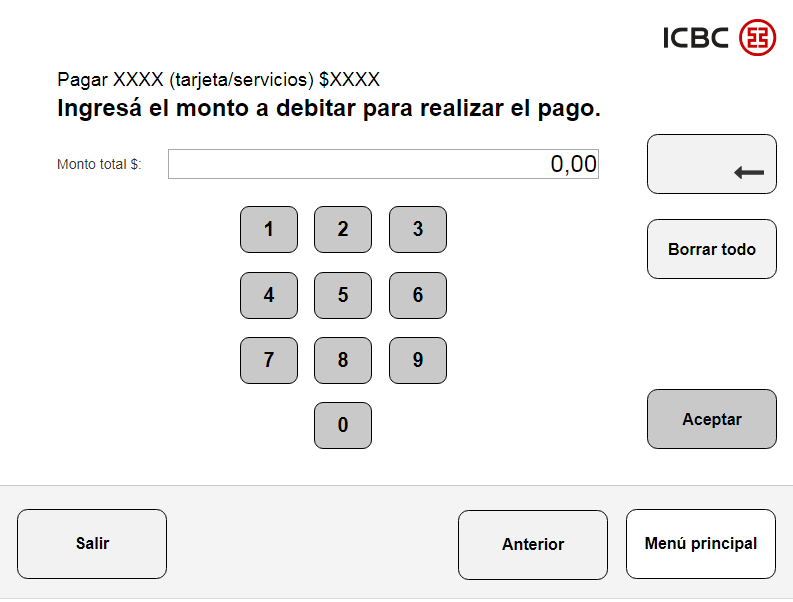 ICBC
Pagar XXXX (tarjeta/servicios) $XXXX
Ingresá el monto a debitar para realizar el pago.
Monto total $:
0,00
1 2 3
Borrar todo
4 5 6
7 8 9
0
Aceptar
Salir
Anterior
Menú principal